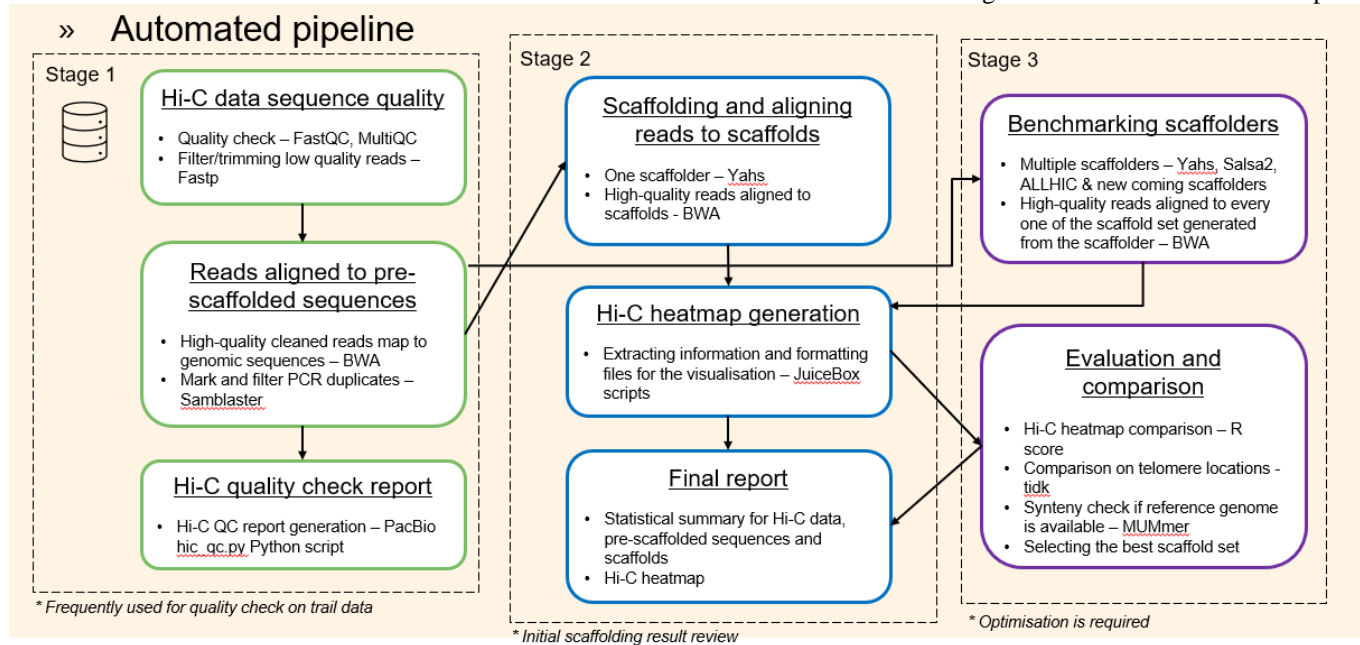 » Automated pipeline
Stage 1
Hi-C data sequence quality
• Quality check – FastQC, MultiQC
• Filter/trimming low quality reads –
Fastp
Reads aligned to pre-
scaffolded sequences
• High-quality cleaned reads map to
genomic sequences – BWA
• Mark and filter PCR duplicates –
Samblaster
Hi-C quality check report
• Hi-C QC report generation – PacBio
hic_qc.py Python script
* Frequently used for quality check on trail data
Stage 2
Scaffolding and aligning
reads to scaffolds
• One scaffolder – Yahs
• High-quality reads aligned to
scaffolds - BWA
Hi-C heatmap generation
• Extracting information and formatting
files for the visualisation – JuiceBox
scripts
Final report
• Statistical summary for Hi-C data,
pre-scaffolded sequences and
scaffolds
• Hi-C heatmap
* Initial scaffolding result review
Stage 3
Benchmarking scaffolders
• Multiple scaffolders – Yahs, Salsa2,
ALLHIC & new coming scaffolders
• High-quality reads aligned to every
one of the scaffold set generated
from the scaffolder – BWA
Evaluation and
comparison
• Hi-C heatmap comparison – R
score
• Comparison on telomere locations -
tidk
• Synteny check if reference genome
is available – MUMmer
• Selecting the best scaffold set
* Optimisation is required